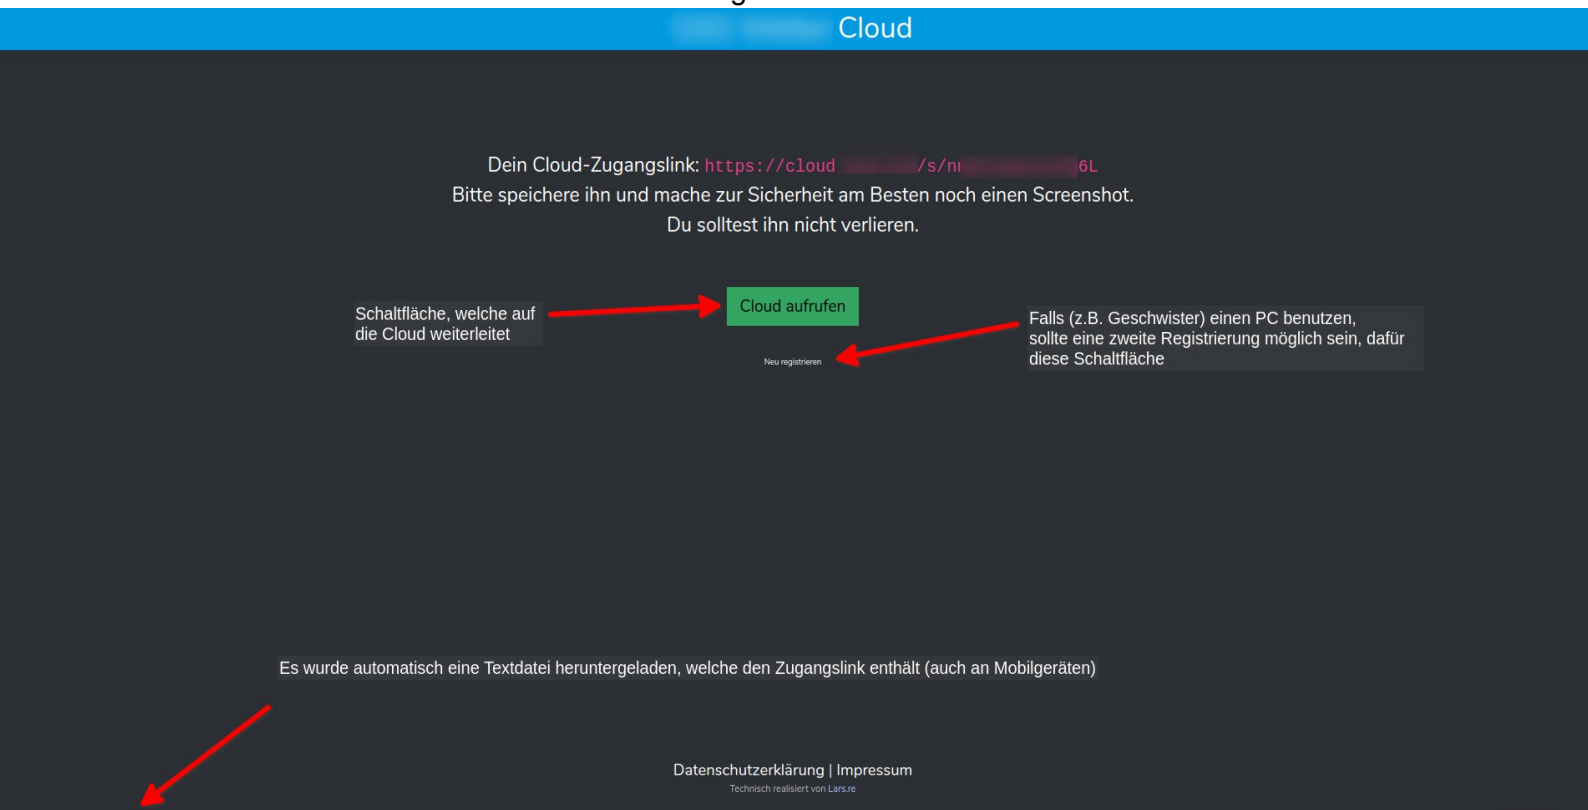 Cloud
Dein Cloud-Zugangslink: https://cloud /s/n 6L
Bitte speichere ihn und mache zur Sicherheit am Besten noch einen Screenshot.
Du solltest ihn nicht verlieren.
Schaltfläche, welche auf
die Cloud weiterleitet
Cloud aufrufen
Falls (z.B. Geschwister) einen PC benutzen,
sollte eine zweite Registrierung möglich sein, dafür
diese Schaltfläche
Neu registrieren
Es wurde automatisch eine Textdatei heruntergeladen, welche den Zugangslink enthält (auch an Mobilgeräten)
Datenschutzerklärung | Impressum
Technisch realisiert von Lars.re